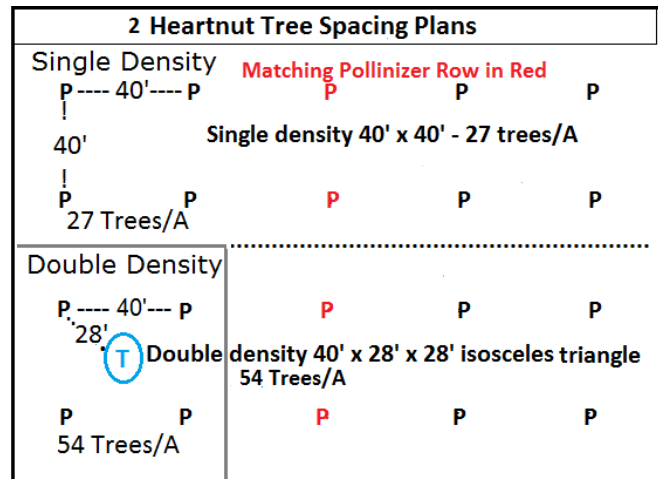 2 Heartnut Tree Spacing Plans
Single Density
Matching Pollinizer Row in Red
P ---- 40'---- P P P P
!
40'
Single density 40' x 40' - 27 trees/A
!
P P P P P
27 Trees/A
Double Density
P ---- 40'--- P P P P
28'
T Double density 40' x 28' x 28' isosceles triangle
54 Trees/A
P P P P P
54 Trees/A